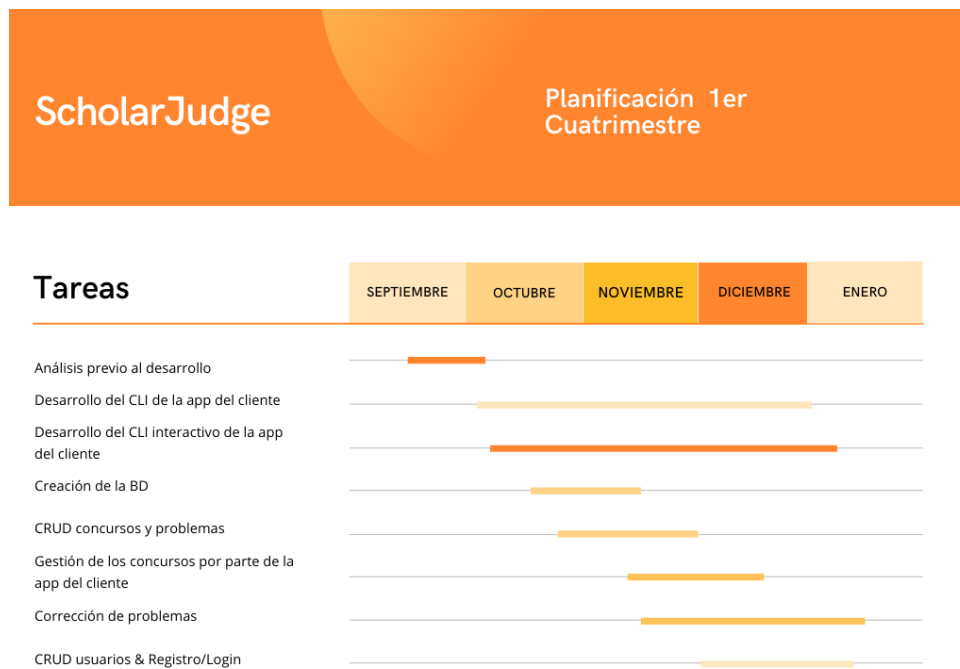 ScholarJudge
Planificación 1er
Cuatrimestre
Tareas
SEPTIEMBRE
OCTUBRE
NOVIEMBRE
DICIEMBRE
ENERO
Análisis previo al desarrollo
Desarrollo del CLI de la app del cliente
Desarrollo del CLI interactivo de la app
del cliente
Creación de la BD
CRUD concursos y problemas
Gestión de los concursos por parte de la
app del cliente
Corrección de problemas
CRUD usuarios & Registro/Login